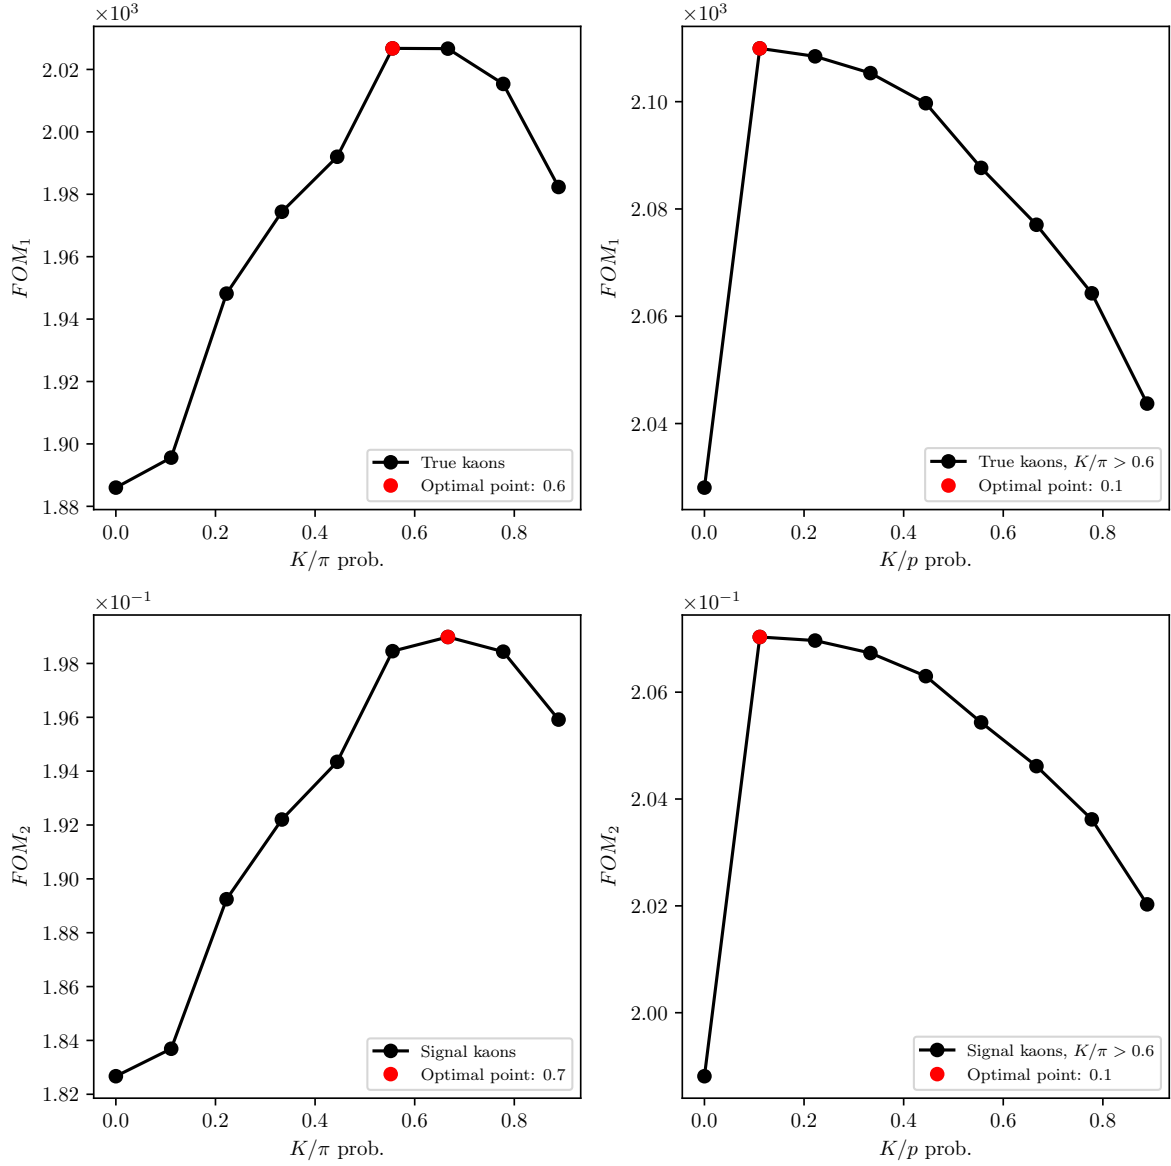 ×10³
2.02
2.00
1.98
1.96
1.94
1.92
1.90
1.88
FOM₁
0.0 0.2 0.4 0.6 0.8
K/π prob.
True kaons
Optimal point: 0.6
×10³
2.10
2.08
2.06
2.04
FOM₁
0.0 0.2 0.4 0.6 0.8
K/p prob.
True kaons, K/π > 0.6
Optimal point: 0.1
×10⁻¹
1.98
1.96
1.94
1.92
1.90
1.88
1.86
1.84
1.82
FOM₂
0.0 0.2 0.4 0.6 0.8
K/π prob.
Signal kaons
Optimal point: 0.7
×10⁻¹
2.06
2.04
2.02
2.00
FOM₂
0.0 0.2 0.4 0.6 0.8
K/p prob.
Signal kaons, K/π > 0.6
Optimal point: 0.1